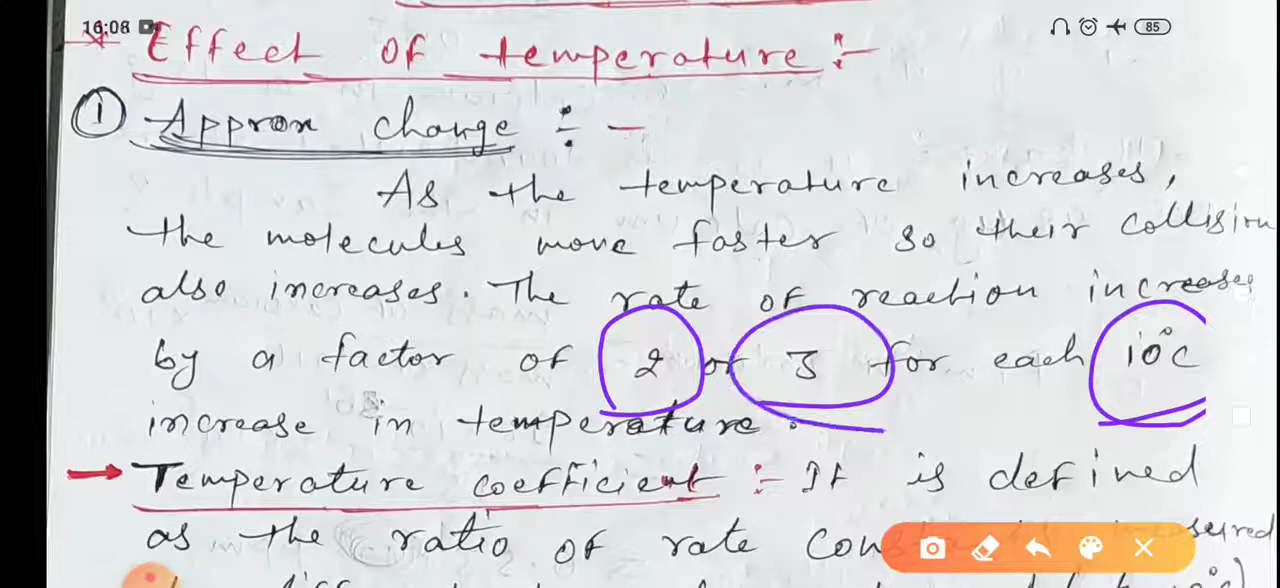 16:08
85
* Effect of temperature :-
① Approx change : -
As the temperature increases,
the molecules move faster so their collision
also increases. The rate of reaction increases
by a factor of 2 or 3 for each 10°C
increase in temperature.
→ Temperature coefficient :- It is defined
as the ratio of rate measured